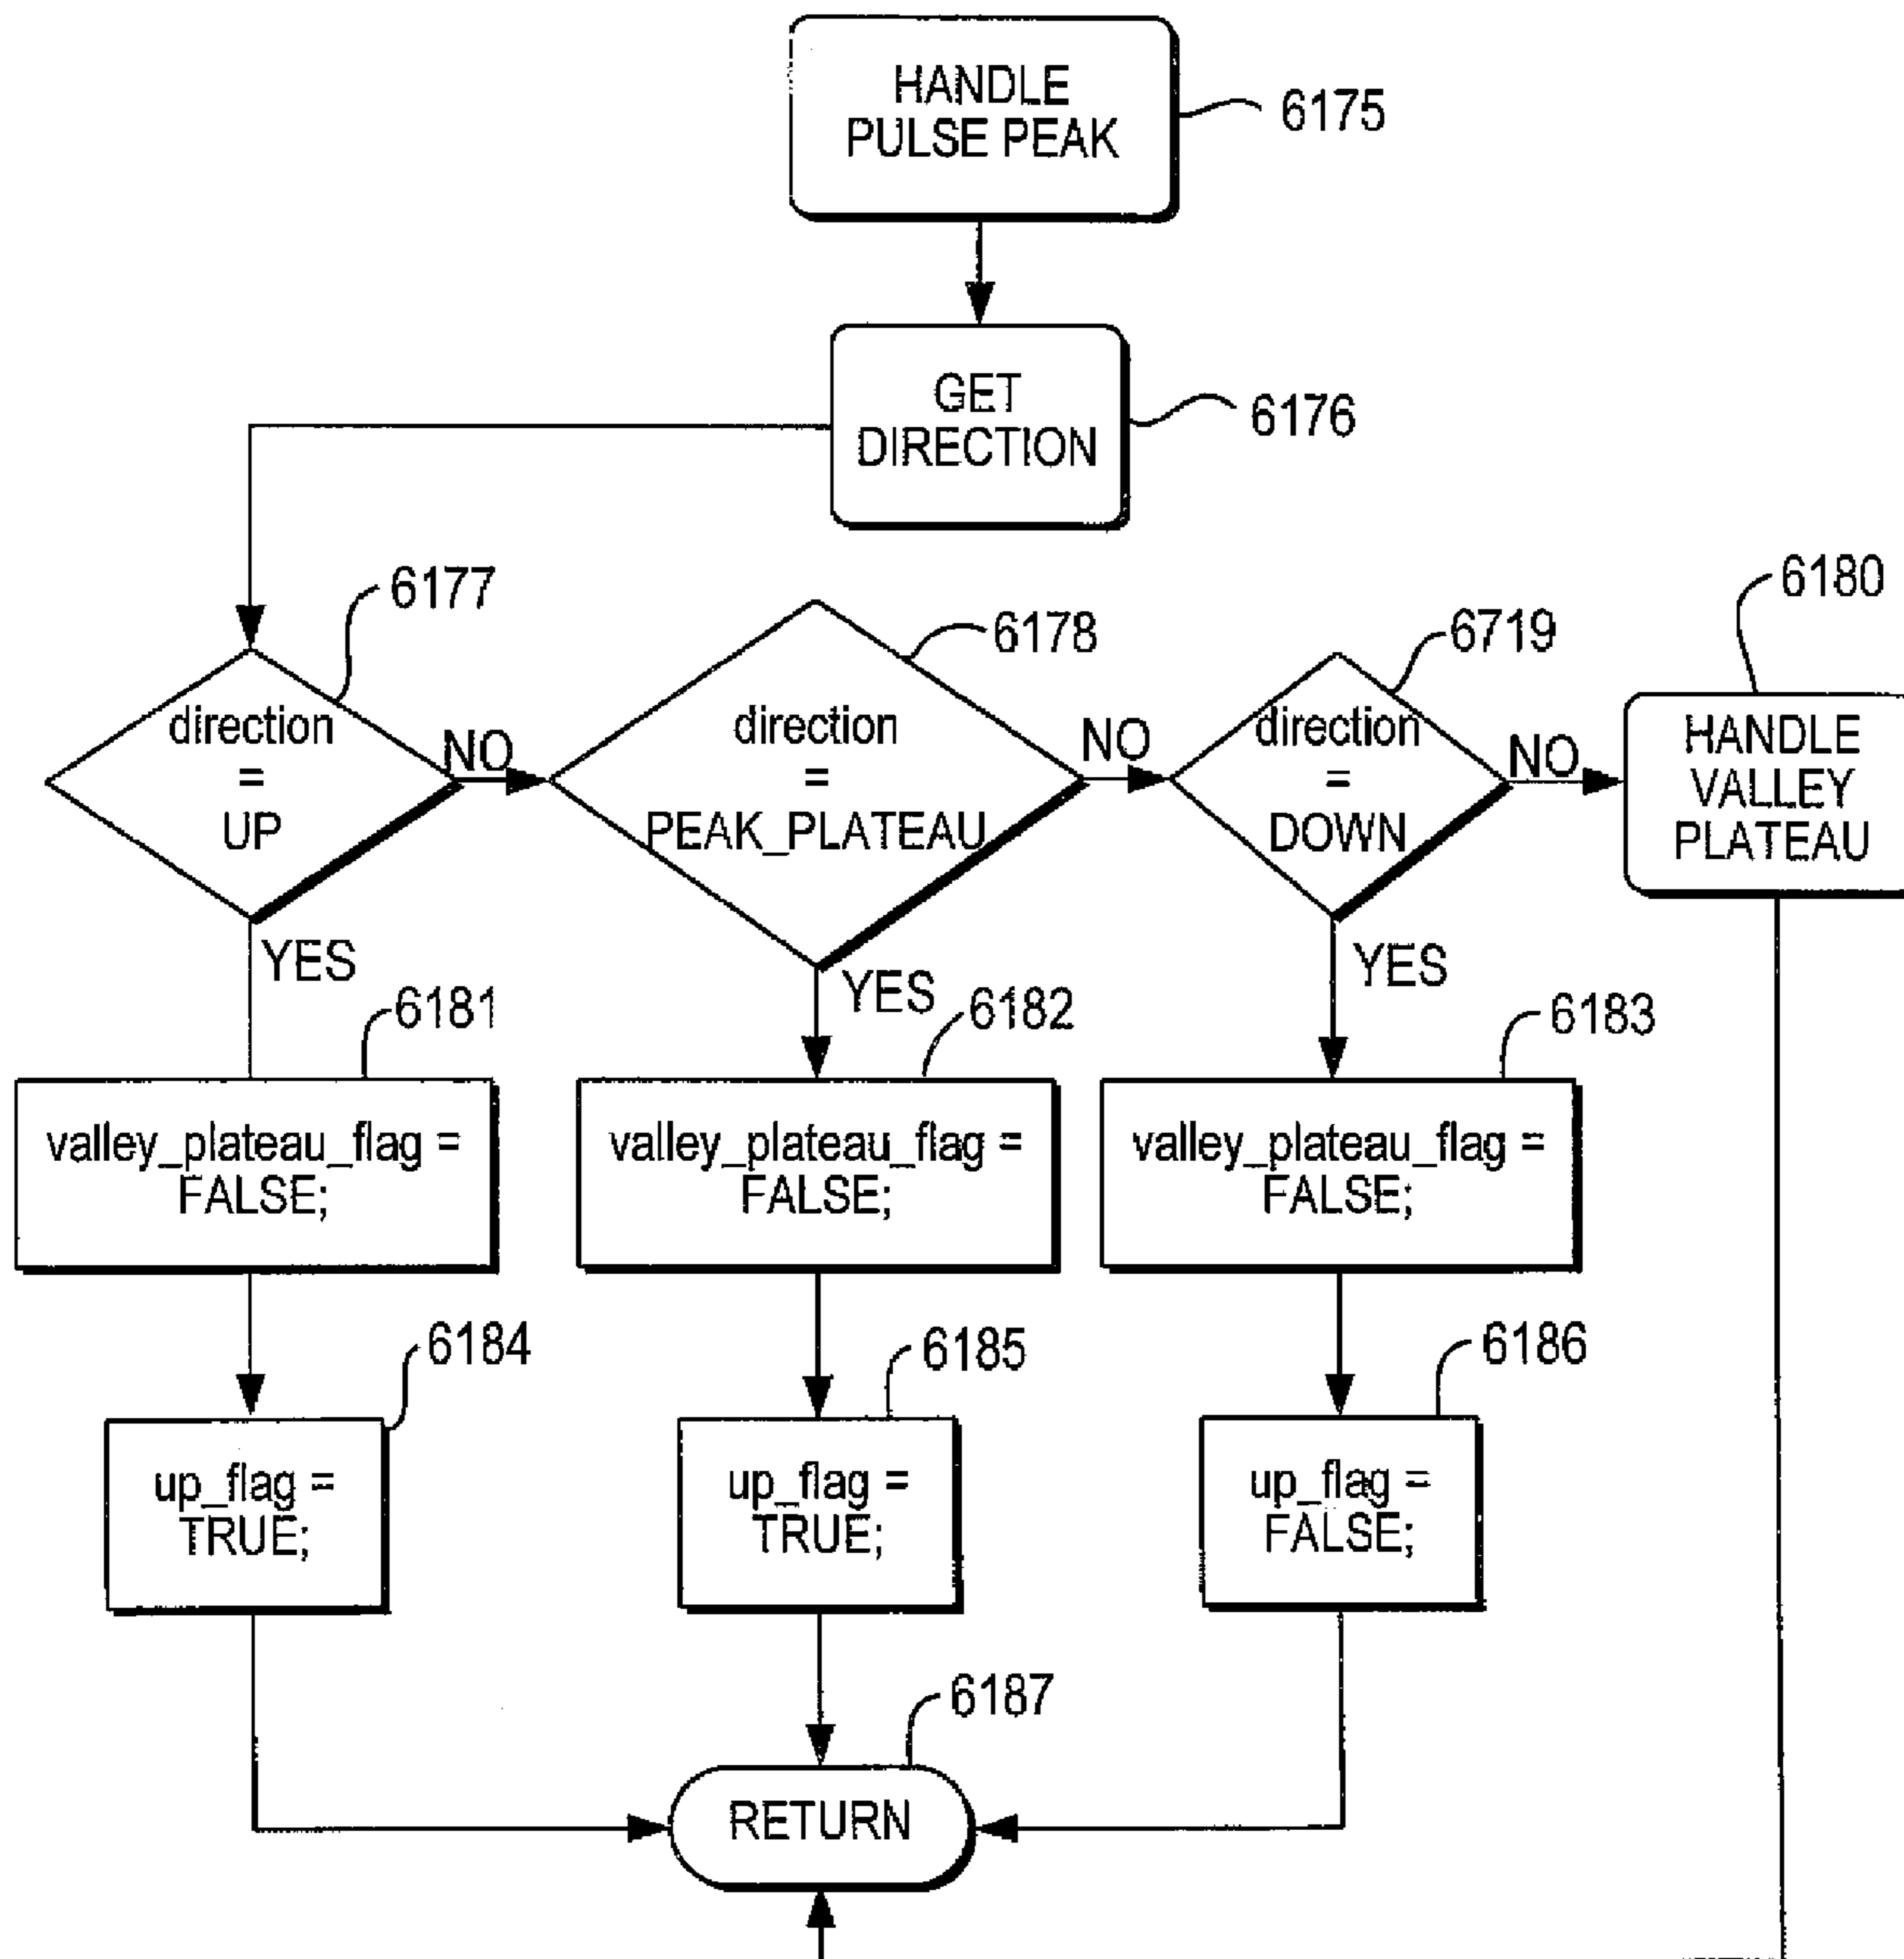 HANDLE
PULSE PEAK
6175
GET
DIRECTION
6176
6177
direction
=
UP
NO
YES
6178
direction
=
PEAK_PLATEAU
NO
YES
6719
direction
=
DOWN
NO
YES
6180
HANDLE
VALLEY
PLATEAU
6181
valley_plateau_flag =
FALSE;
6182
valley_plateau_flag =
FALSE;
6183
valley_plateau_flag =
FALSE;
6184
up_flag =
TRUE;
6185
up_flag =
TRUE;
6186
up_flag =
FALSE;
6187
RETURN